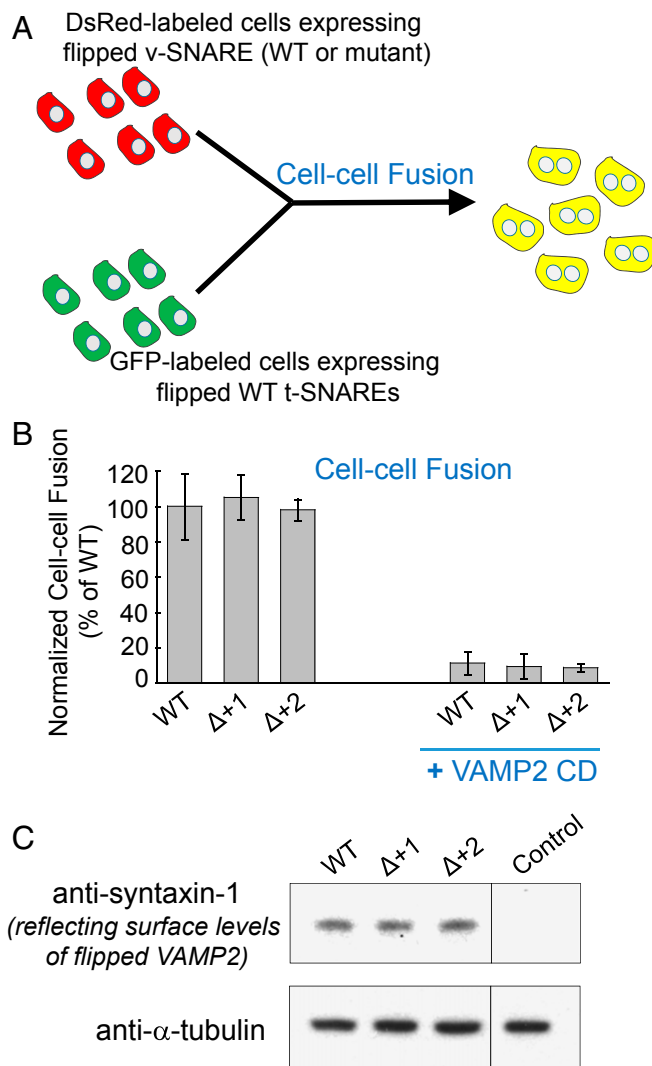 A
DsRed-labeled cells expressing
flipped v-SNARE (WT or mutant)
Cell-cell Fusion
GFP-labeled cells expressing
flipped WT t-SNAREs
B
Cell-cell Fusion
Normalized Cell-cell Fusion
(% of WT)
120
100
80
60
40
20
0
WT
Δ+1
Δ+2
WT
Δ+1
Δ+2
+ VAMP2 CD
C
WT
Δ+1
Δ+2
Control
anti-syntaxin-1
(reflecting surface levels
of flipped VAMP2)
anti-α-tubulin